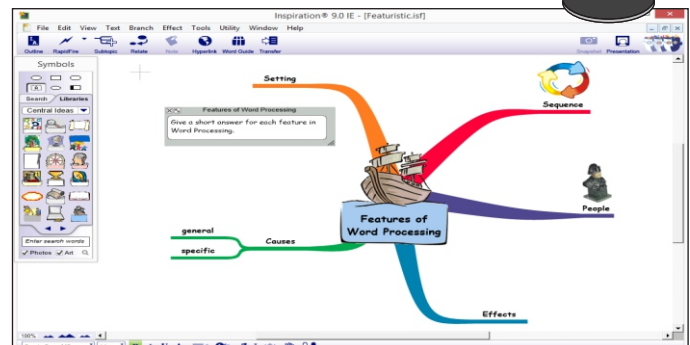 Inspiration® 9.0 IE - [Featuristic.isf]
File Edit View Text Branch Effect Tools Utility Window Help
Outline RapidFire Subtopic Relate Note Hyperlink Word Guide Transfer Snapshot Presentation
Symbols
Search Libraries
Central Ideas
Enter search words
Photos Art
Setting
Features of Word Processing
Give a short answer for each feature in
Word Processing.
Sequence
People
Features of
Word Processing
general
specific
Causes
Effects
100%